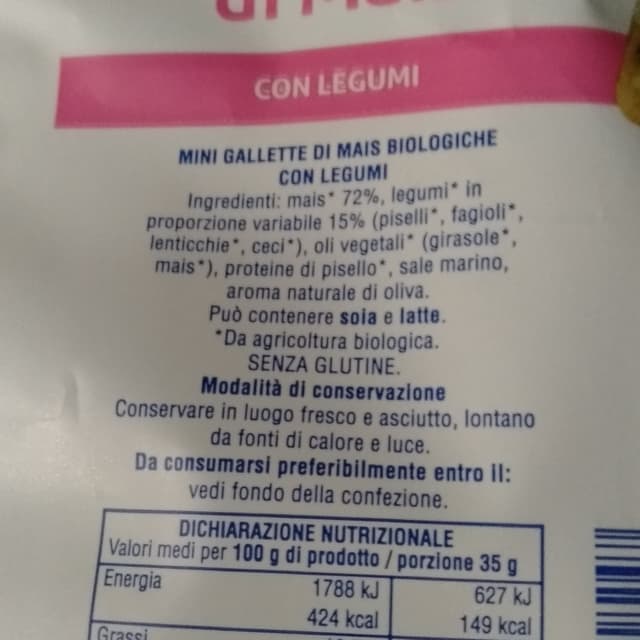 CON LEGUMI
MINI GALLETTE DI MAIS BIOLOGICHE
CON LEGUMI
Ingredienti: mais* 72%, legumi* in
proporzione variabile 15% (piselli*, fagioli*,
lenticchie*, ceci*), oli vegetali* (girasole*,
mais*), proteine di pisello*, sale marino,
aroma naturale di oliva.
Può contenere soia e latte.
*Da agricoltura biologica.
SENZA GLUTINE.
Modalità di conservazione
Conservare in luogo fresco e asciutto, lontano
da fonti di calore e luce.
Da consumarsi preferibilmente entro il:
vedi fondo della confezione.
DICHIARAZIONE NUTRIZIONALE
Valori medi per 100 g di prodotto / porzione 35 g
Energia 1788 kJ 627 kJ
424 kcal 149 kcal
Grassi